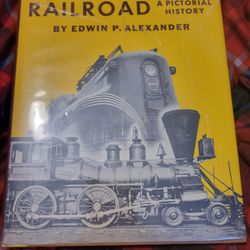 RAILROAD
A PICTORIAL
HISTORY
BY EDWIN P. ALEXANDER